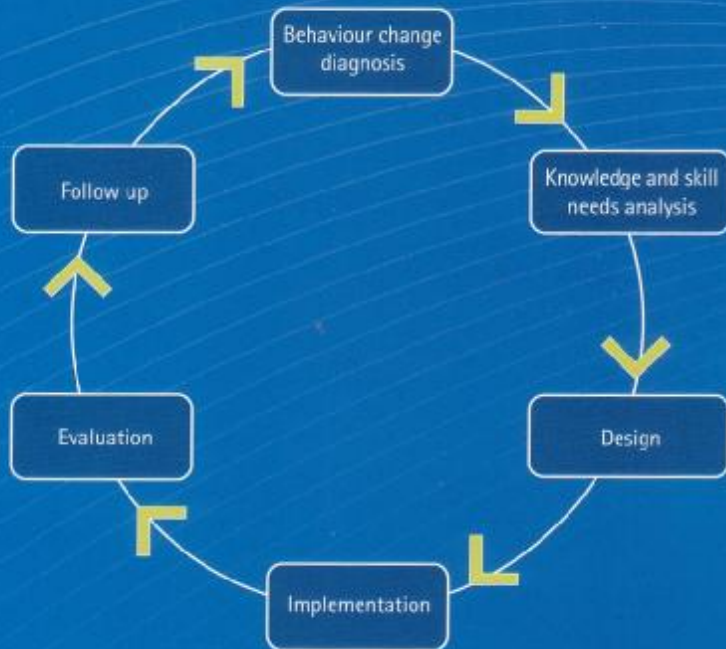 Behaviour change
diagnosis
Knowledge and skill
needs analysis
Design
Implementation
Evaluation
Follow up